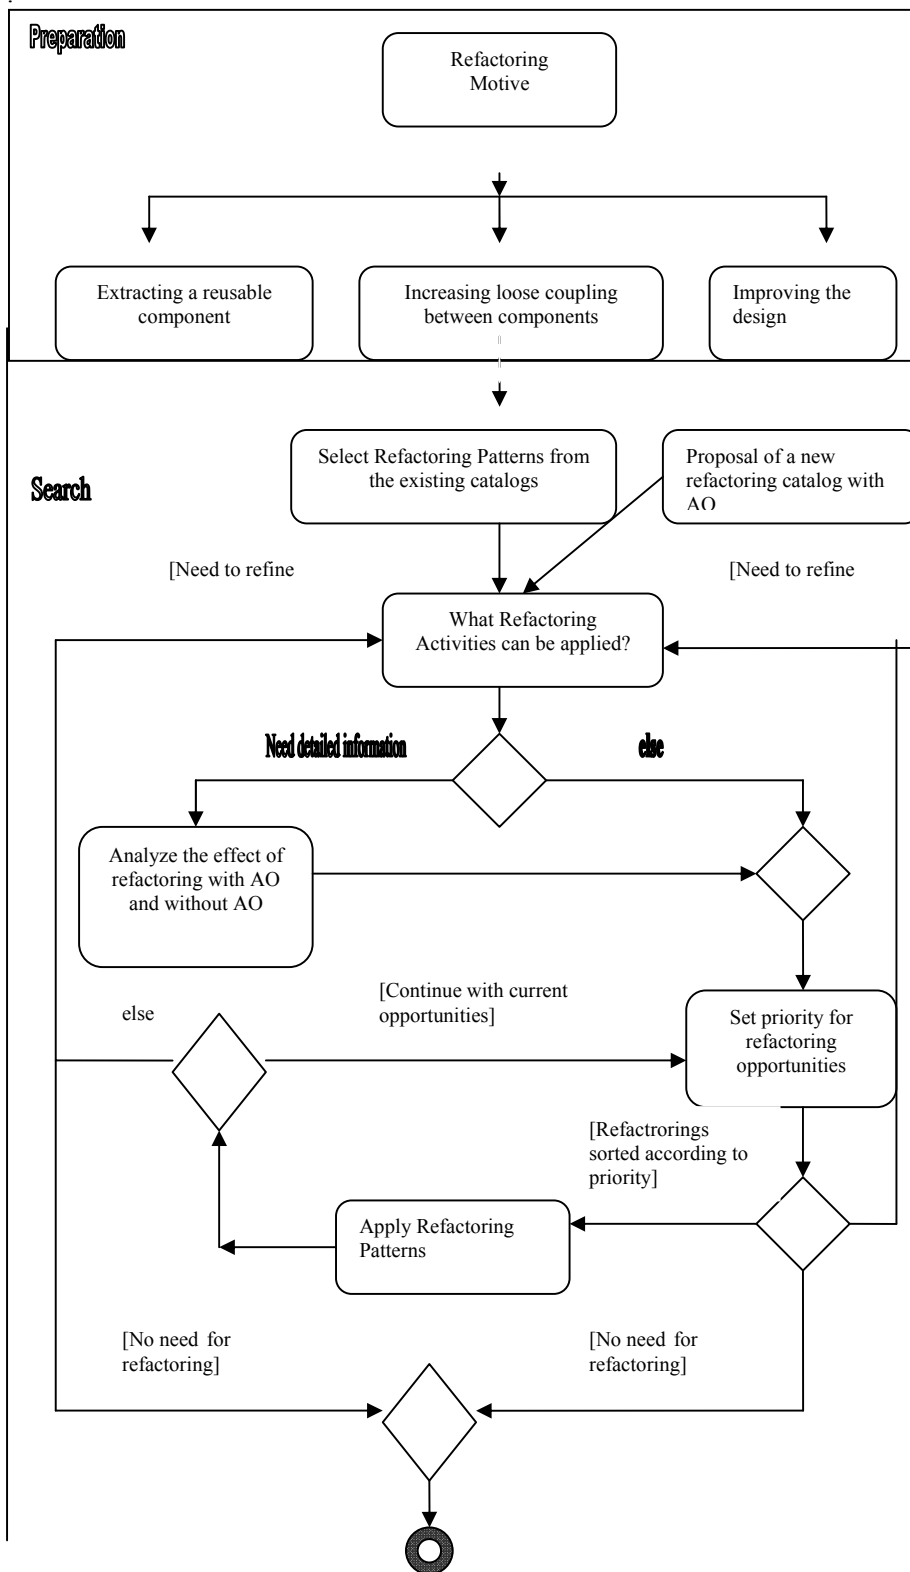 Preparation
Refactoring
Motive
Extracting a reusable
component
Increasing loose coupling
between components
Improving the
design
Select Refactoring Patterns from
the existing catalogs
Proposal of a new
refactoring catalog with
AO
Search
[Need to refine
[Need to refine
What Refactoring
Activities can be applied?
Need detailed information
else
Analyze the effect of
refactoring with AO
and without AO
[Continue with current
opportunities]
else
Set priority for
refactoring
opportunities
[Refactrorings
sorted according to
priority]
Apply Refactoring
Patterns
[No need for
refactoring]
[No need for
refactoring]